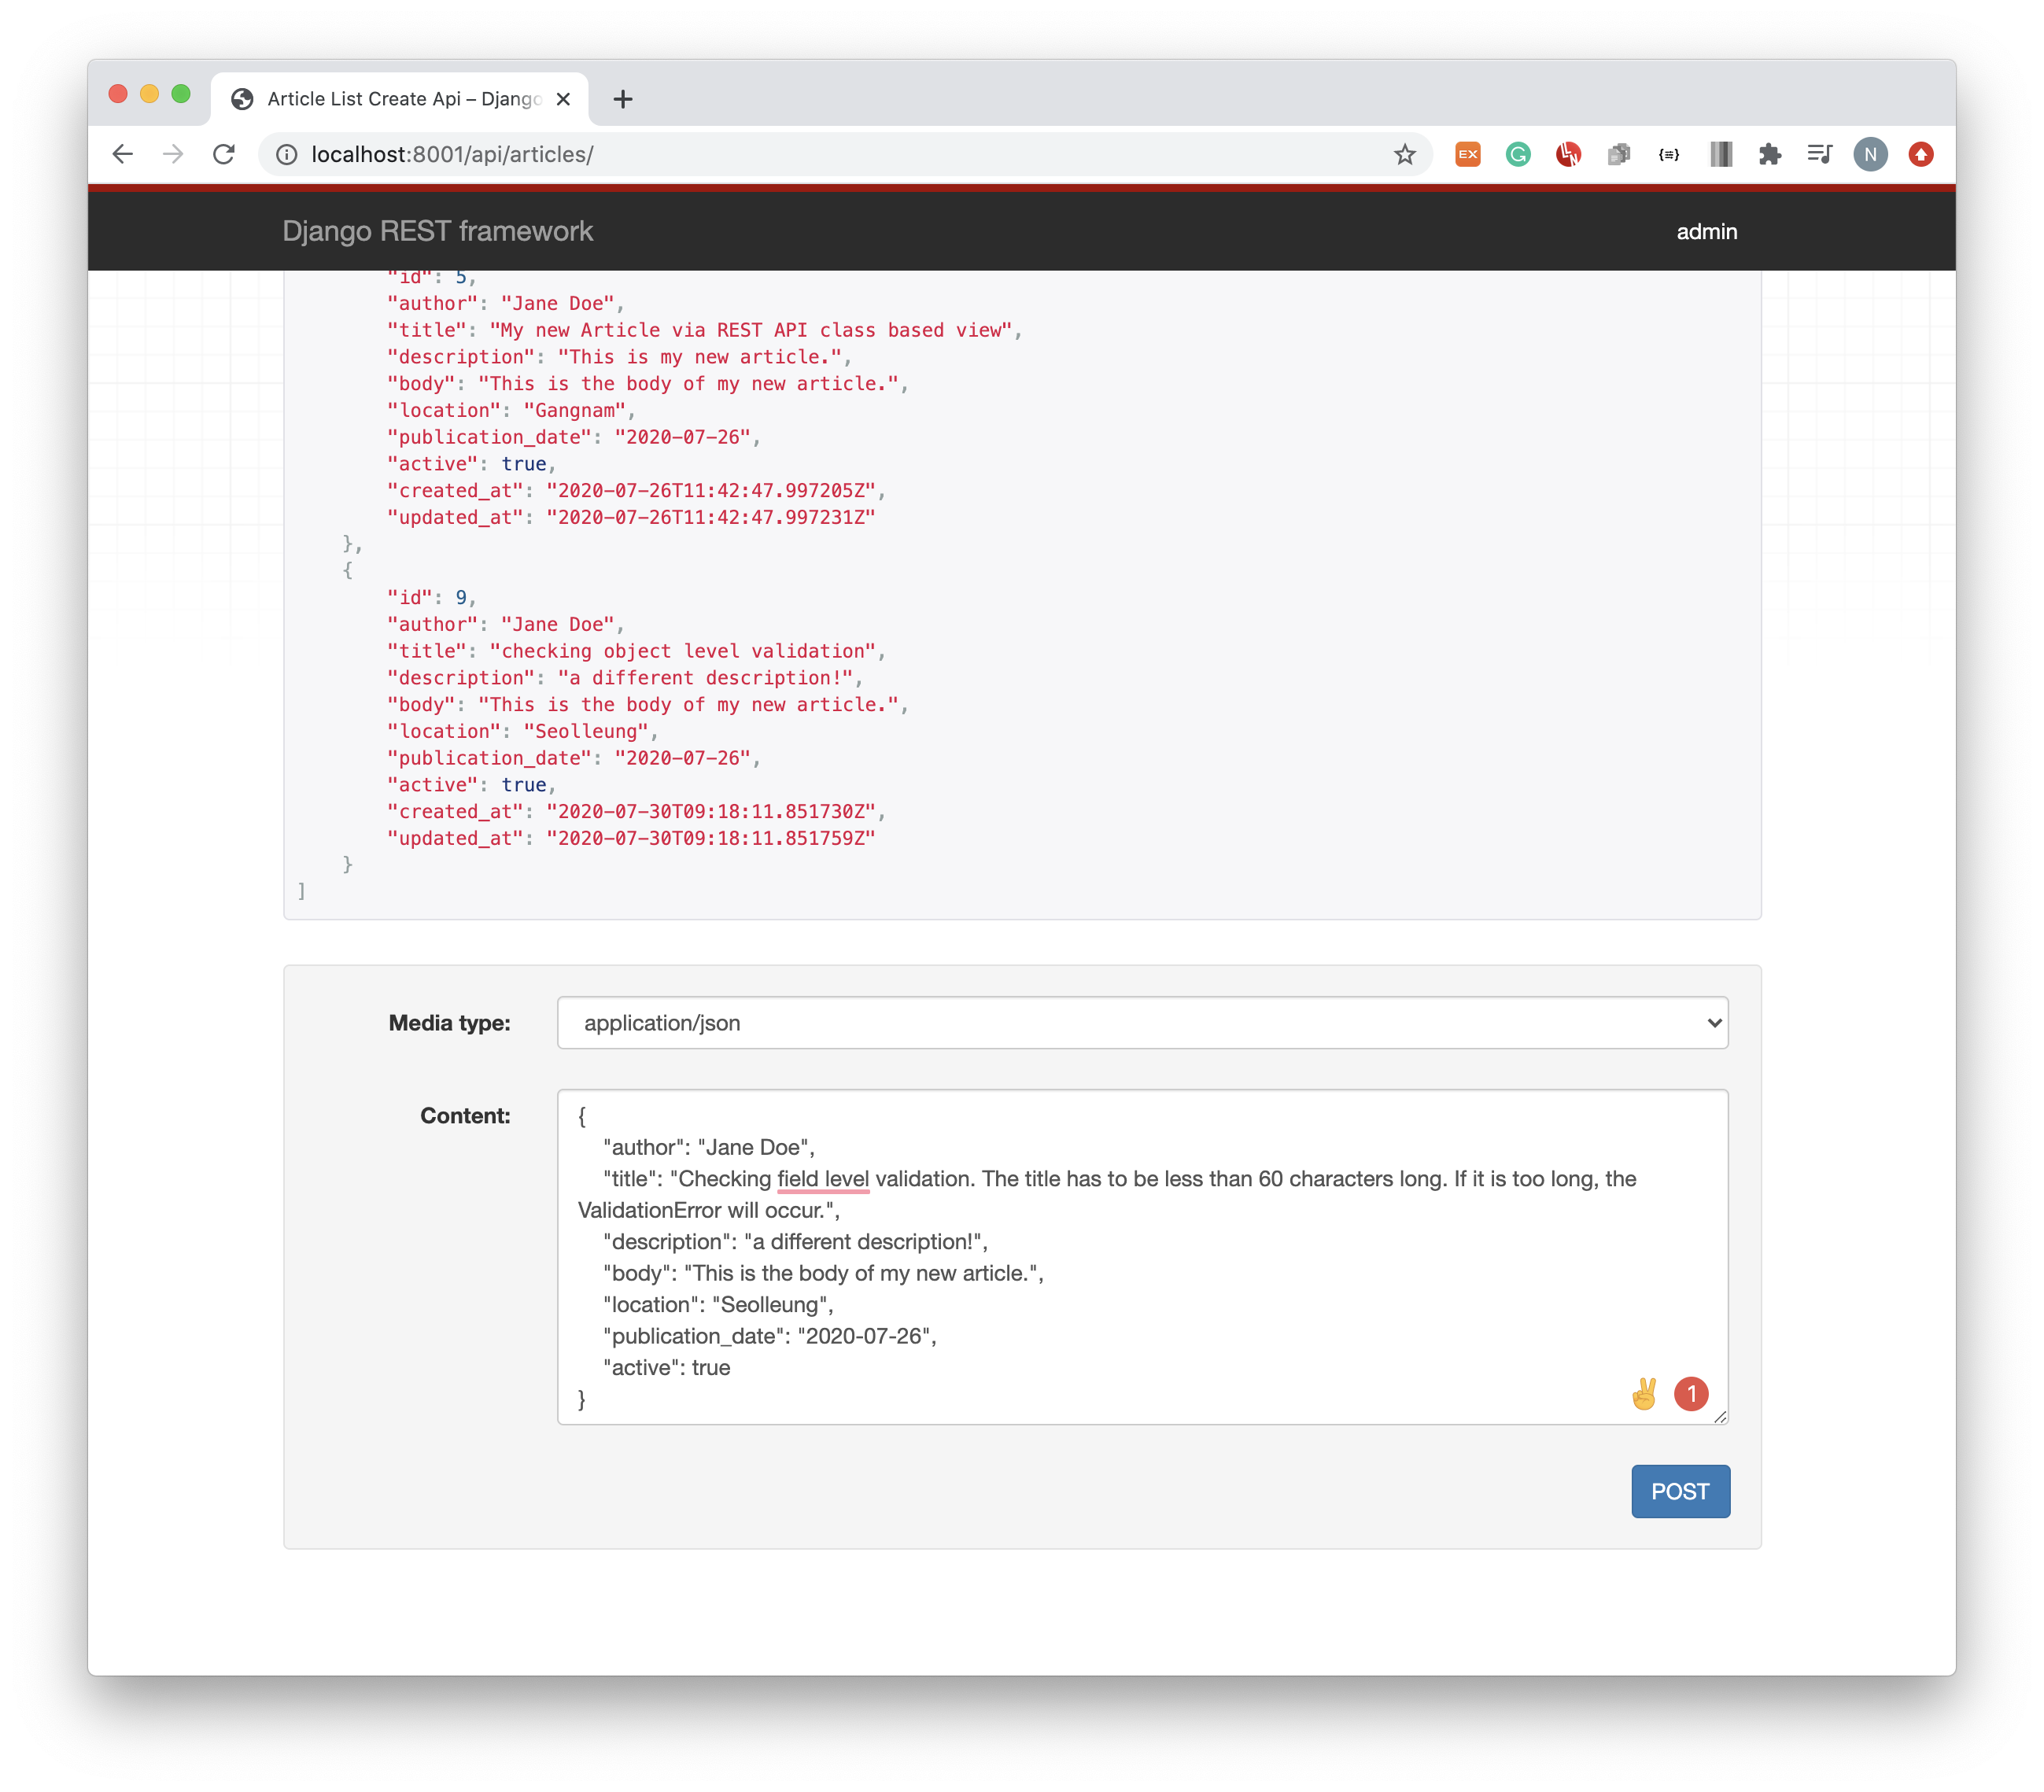 Article List Create Api – Django
localhost:8001/api/articles/
EX
N
Django REST framework
admin
"id": 5,
"author": "Jane Doe",
"title": "My new Article via REST API class based view",
"description": "This is my new article.",
"body": "This is the body of my new article.",
"location": "Gangnam",
"publication_date": "2020-07-26",
"active": true,
"created_at": "2020-07-26T11:42:47.997205Z",
"updated_at": "2020-07-26T11:42:47.997231Z"
},
{
"id": 9,
"author": "Jane Doe",
"title": "checking object level validation",
"description": "a different description!",
"body": "This is the body of my new article.",
"location": "Seolleung",
"publication_date": "2020-07-26",
"active": true,
"created_at": "2020-07-30T09:18:11.851730Z",
"updated_at": "2020-07-30T09:18:11.851759Z"
}
]
Media type:
application/json
Content:
{
"author": "Jane Doe",
"title": "Checking field level validation. The title has to be less than 60 characters long. If it is too long, the
ValidationError will occur.",
"description": "a different description!",
"body": "This is the body of my new article.",
"location": "Seolleung",
"publication_date": "2020-07-26",
"active": true
}
1
POST